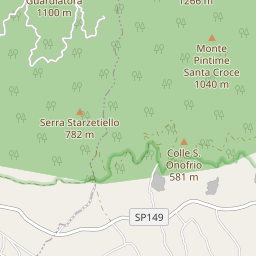 Guardiatora
1100 m
1266 m
Monte
Pintime
Santa Croce
1040 m
Serra Starzetiello
782 m
Colle S.
Onofrio
581 m
SP149